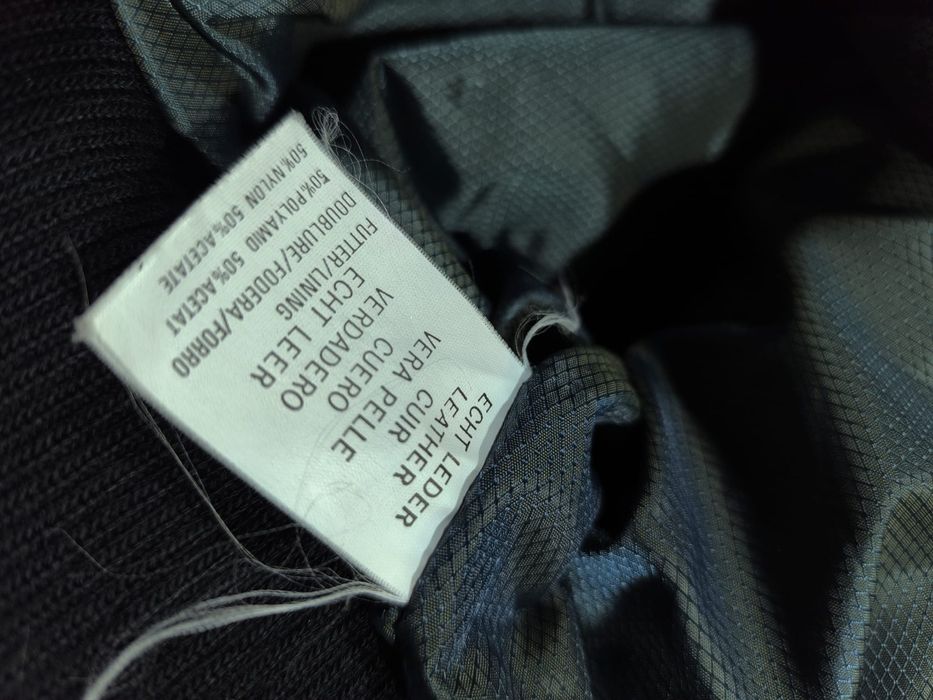 ECHT LEDER
LEATHER
CUIR
VERA PELLE
CUERO
VERDADERO
ECHT LEER
FUTTER/LINING
DOUBLURE/FODERA/FORRO
50%POLYAMID 50%ACETAT
50%NYLON 50%ACETATE